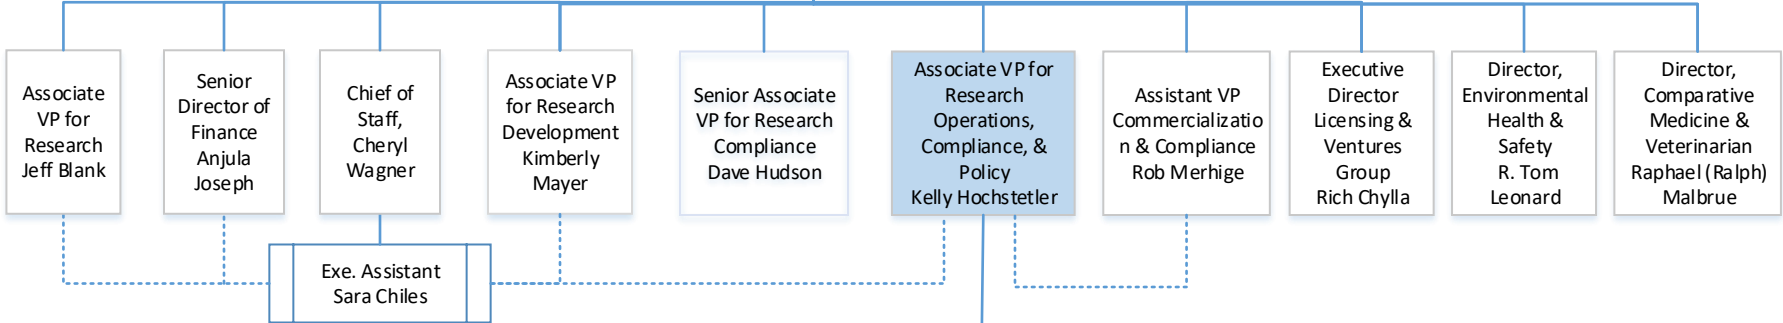 Associate
VP for
Research
Jeff Blank
Senior
Director of
Finance
Anjula
Joseph
Chief of
Staff,
Cheryl
Wagner
Associate VP
for Research
Development
Kimberly
Mayer
Senior Associate
VP for Research
Compliance
Dave Hudson
Associate VP for
Research
Operations,
Compliance, &
Policy
Kelly Hochstetler
Assistant VP
Commercializatio
n & Compliance
Rob Merhige
Executive
Director
Licensing &
Ventures
Group
Rich Chylla
Director,
Environmental
Health &
Safety
R. Tom
Leonard
Director,
Comparative
Medicine &
Veterinarian
Raphael (Ralph)
Malbrue
Exe. Assistant
Sara Chiles